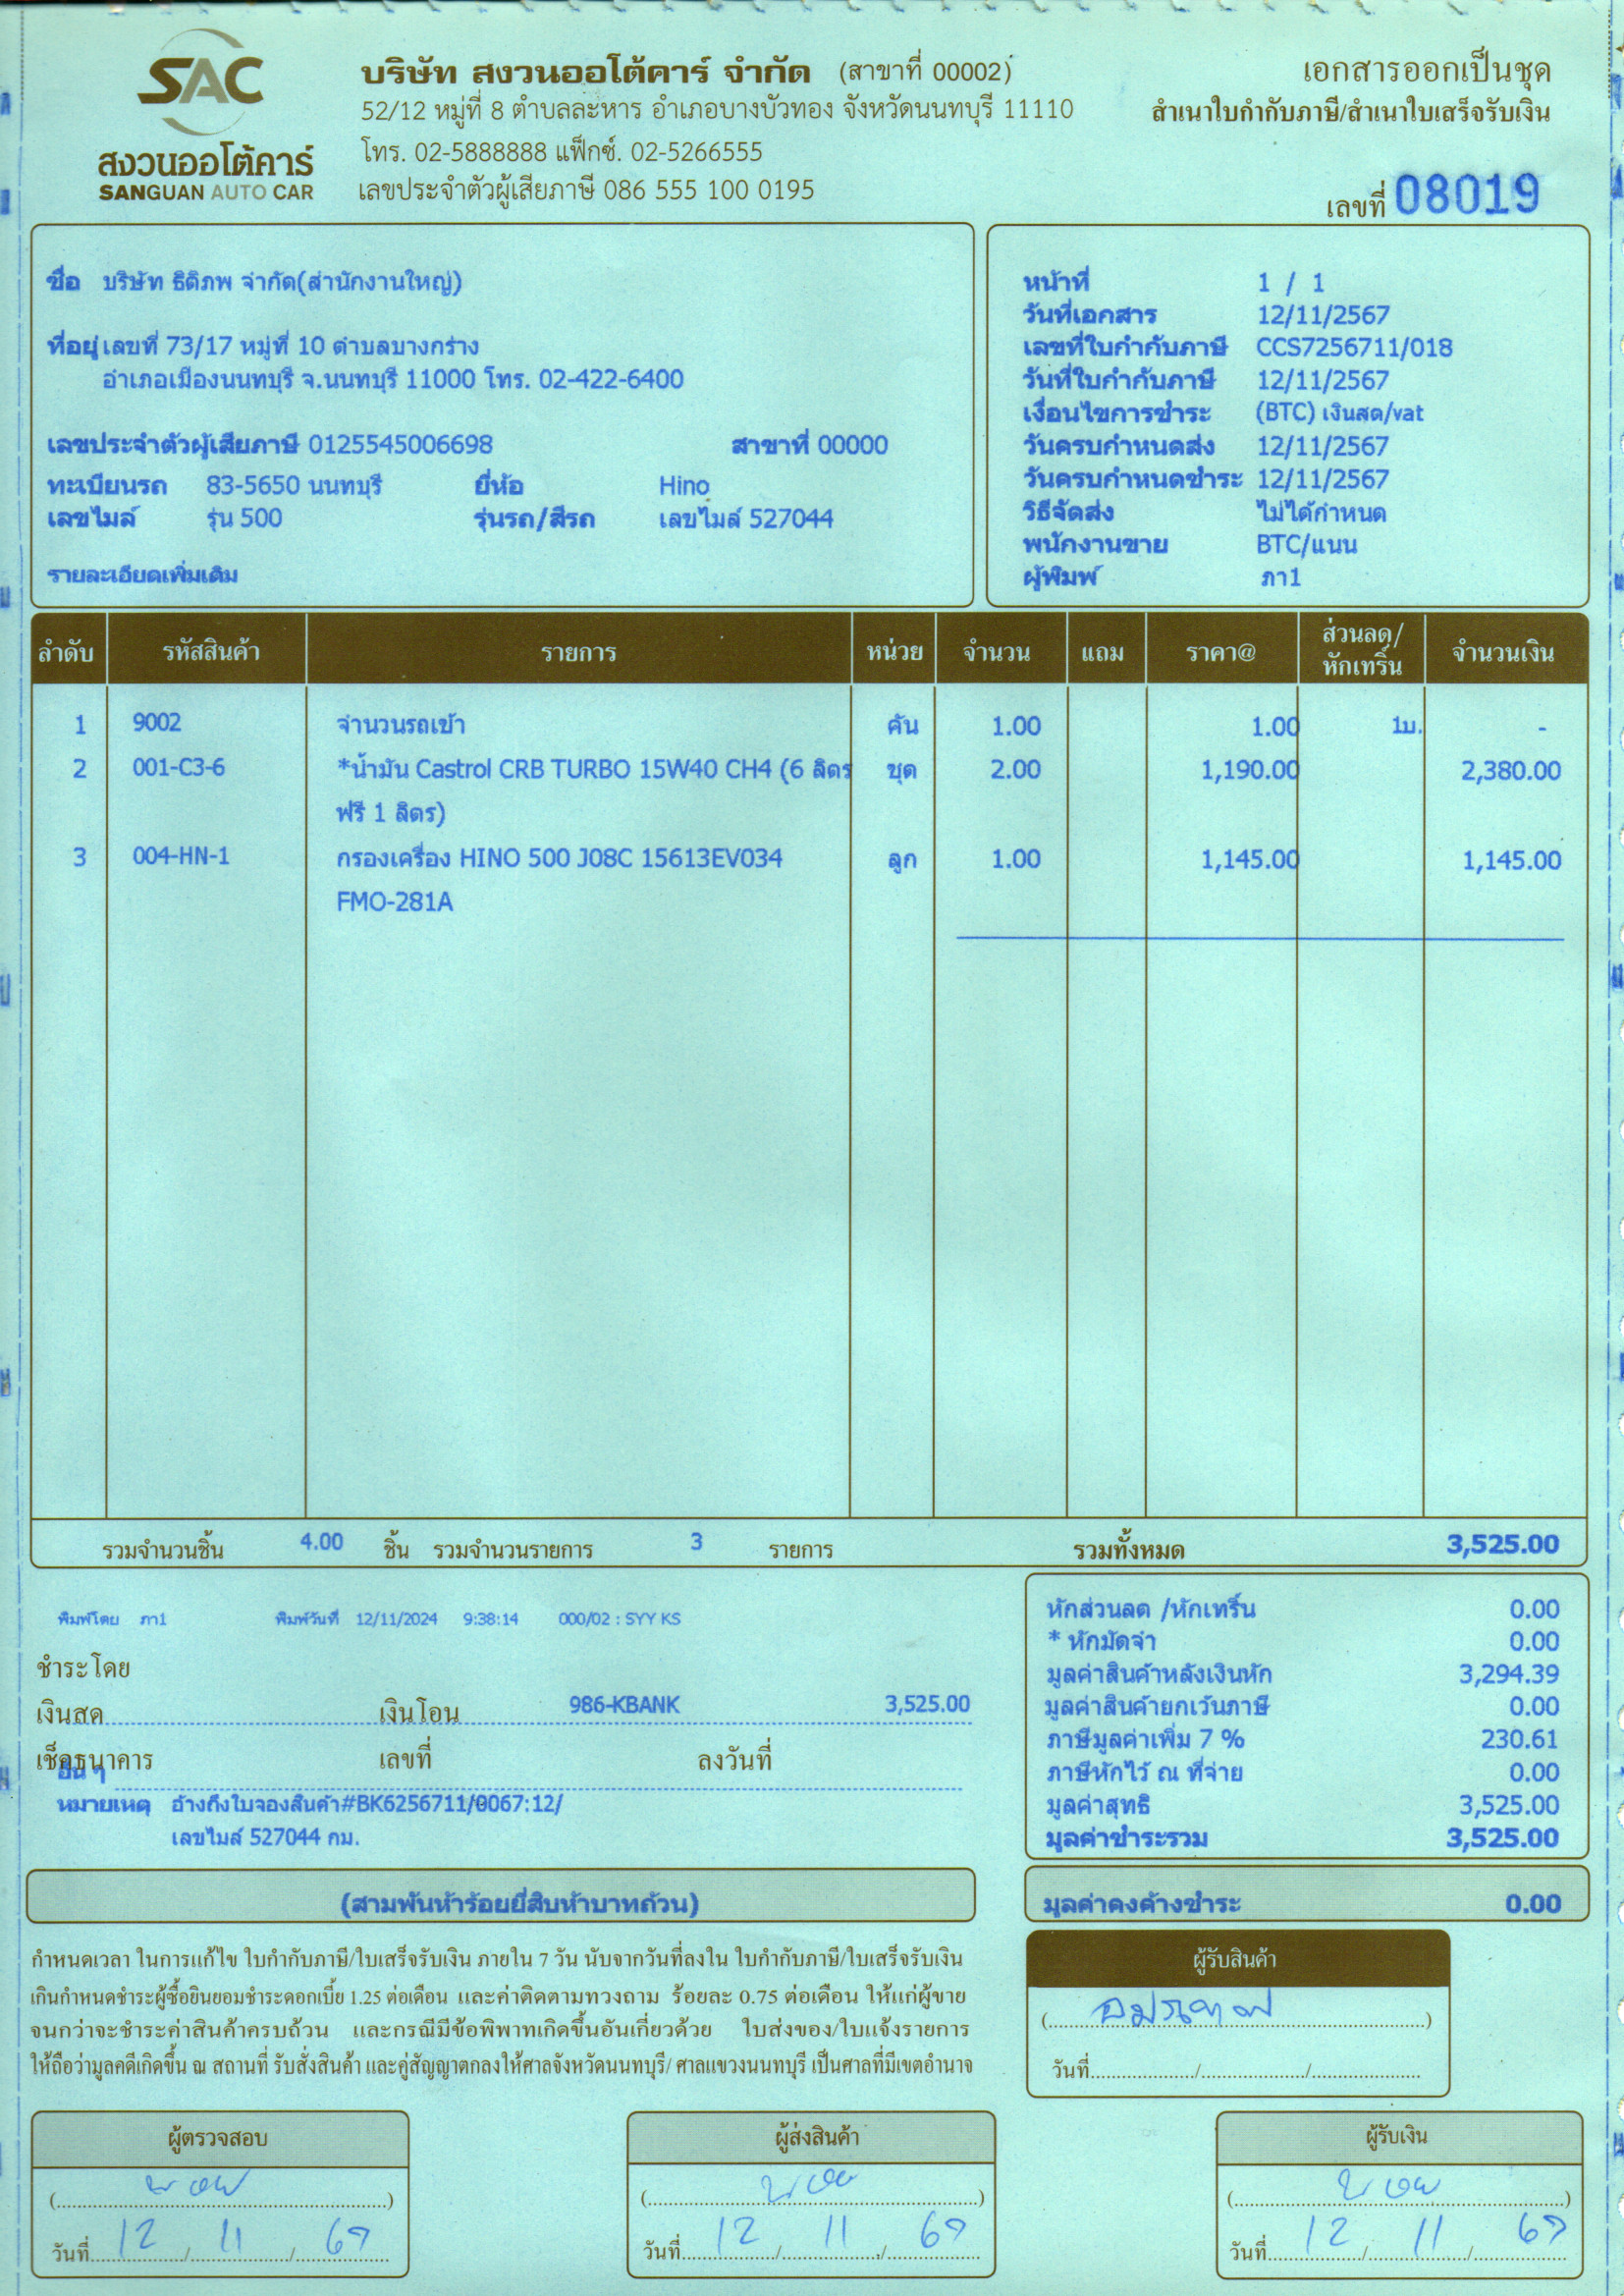 SAC
สงวนออโต้คาร์
SANGUAN AUTO CAR
บริษัท สงวนออโต้คาร์ จำกัด (สาขาที่ 00002)
52/12 หมู่ที่ 8 ตำบลละหาร อำเภอบางบัวทอง จังหวัดนนทบุรี 11110
โทร. 02-5888888 แฟ็กซ์. 02-5266555
เลขประจำตัวผู้เสียภาษี 086 555 100 0195
เอกสารออกเป็นชุด
สำเนาใบกำกับภาษี/สำเนาใบเสร็จรับเงิน
เลขที่ 08019
ชื่อ บริษัท ธิติภพ จำกัด(สำนักงานใหญ่)
ที่อยู่ เลขที่ 73/17 หมู่ที่ 10 ตำบลบางกร่าง
อำเภอเมืองนนทบุรี จ.นนทบุรี 11000 โทร. 02-422-6400
เลขประจำตัวผู้เสียภาษี 0125545006698 สาขาที่ 00000
ทะเบียนรถ 83-5650 นนทบุรี ยี่ห้อ Hino
เลขไมล์ รุ่น 500 รุ่นรถ/สีรถ เลขไมล์ 527044
รายละเอียดเพิ่มเติม
หน้าที่ 1 / 1
วันที่เอกสาร 12/11/2567
เลขที่ใบกำกับภาษี CCS7256711/018
วันที่ใบกำกับภาษี 12/11/2567
เงื่อนไขการชำระ (BTC) เงินสด/vat
วันครบกำหนดส่ง 12/11/2567
วันครบกำหนดชำระ 12/11/2567
วิธีจัดส่ง ไม่ได้กำหนด
พนักงานขาย BTC/แนน
ผู้พิมพ์ ภา1
ลำดับ รหัสสินค้า รายการ หน่วย จำนวน แถม ราคา@ ส่วนลด/หักเทริ์น จำนวนเงิน
1 9002 จำนวนรถเข้า คัน 1.00 1.00 1บ. -
2 001-C3-6 *น้ำมัน Castrol CRB TURBO 15W40 CH4 (6 ลิตร ชุด 2.00 1,190.00 2,380.00
ฟรี 1 ลิตร)
3 004-HN-1 กรองเครื่อง HINO 500 J08C 15613EV034 ลูก 1.00 1,145.00 1,145.00
FMO-281A
รวมจำนวนชิ้น 4.00 ชิ้น รวมจำนวนรายการ 3 รายการ รวมทั้งหมด 3,525.00
พิมพ์โดย ภา1 พิมพ์วันที่ 12/11/2024 9:38:14 000/02 : SYY KS
ชำระโดย
เงินสด เงินโอน 986-KBANK 3,525.00
เช็คธนาคาร เลขที่ ลงวันที่
อื่น ๆ
หมายเหตุ อ้างถึงใบจองสินค้า#BK6256711/0067:12/
เลขไมล์ 527044 กม.
หักส่วนลด /หักเทริ์น 0.00
* หักมัดจำ 0.00
มูลค่าสินค้าหลังเงินหัก 3,294.39
มูลค่าสินค้ายกเว้นภาษี 0.00
ภาษีมูลค่าเพิ่ม 7 % 230.61
ภาษีหักไว้ ณ ที่จ่าย 0.00
มูลค่าสุทธิ 3,525.00
มูลค่าชำระรวม 3,525.00
(สามพันห้าร้อยยี่สิบห้าบาทถ้วน)
มูลค่าคงค้างชำระ 0.00
กำหนดเวลา ในการแก้ไข ใบกำกับภาษี/ใบเสร็จรับเงิน ภายใน 7 วัน นับจากวันที่ลงใน ใบกำกับภาษี/ใบเสร็จรับเงิน
เกินกำหนดชำระผู้ซื้อยินยอมชำระดอกเบี้ย 1.25 ต่อเดือน และค่าติดตามทวงถาม ร้อยละ 0.75 ต่อเดือน ให้แก่ผู้ขาย
จนกว่าจะชำระค่าสินค้าครบถ้วน และกรณีมีข้อพิพาทเกิดขึ้นอันเกี่ยวด้วย ใบส่งของ/ใบแจ้งรายการ
ให้ถือว่ามูลคดีเกิดขึ้น ณ สถานที่ รับสั่งสินค้า และคู่สัญญาตกลงให้ศาลจังหวัดนนทบุรี/ ศาลแขวงนนทบุรี เป็นศาลที่มีเขตอำนาจ
ผู้รับสินค้า
วันที่
ผู้ตรวจสอบ
วันที่ 12 / 11 / 67
ผู้ส่งสินค้า
วันที่ 12 / 11 / 67
ผู้รับเงิน
วันที่ 12 / 11 / 67